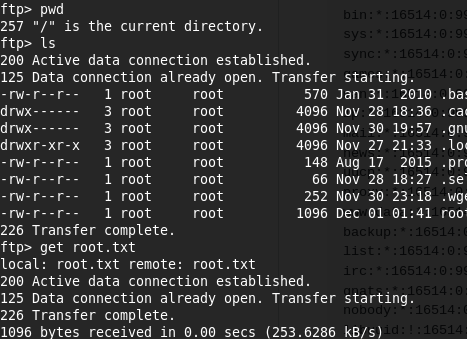 ftp> pwd
257 "/" is the current directory.
ftp> ls
200 Active data connection established.
125 Data connection already open. Transfer starting.
-rw-r--r-- 1 root root 570 Jan 31 2010 .bas
drwx------ 3 root root 4096 Nov 28 18:36 .cac
drwx------ 3 root root 4096 Nov 30 19:57 .gnu
drwxr-xr-x 3 root root 4096 Nov 27 21:33 .loc
-rw-r--r-- 1 root root 148 Aug 17 2015 .pro
-rw-r--r-- 1 root root 66 Nov 28 18:27 .sel
-rw-r--r-- 1 root root 252 Nov 30 23:18 .wge
-rw-r--r-- 1 root root 1096 Dec 01 01:41 root
226 Transfer complete.
ftp> get root.txt
local: root.txt remote: root.txt
200 Active data connection established.
125 Data connection already open. Transfer starting.
226 Transfer complete.
1096 bytes received in 0.00 secs (253.6286 kB/s)
bin:*:16514:0:99
sys:*:16514:0:99
sync:*:16514:0:9
backup:*:16514:0
list:*:16514:0:9
irc:*:16514:0:99
gnats:*:16514:0:
nobody:*:16514:0